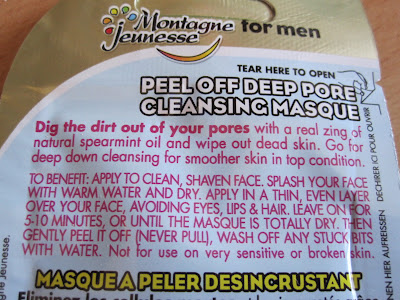 Montagne
jeunesse
for men
TEAR HERE TO OPEN
PEEL OFF DEEP PORE
CLEANSING MASQUE
Dig the dirt out of your pores with a real zing of
natural spearmint oil and wipe out dead skin. Go for
deep down cleansing for smoother skin in top condition.
TO BENEFIT: APPLY TO CLEAN, SHAVEN FACE. SPLASH YOUR FACE
WITH WARM WATER AND DRY. APPLY IN A THIN, EVEN LAYER
OVER YOUR FACE, AVOIDING EYES, LIPS & HAIR. LEAVE ON FOR
5-10 MINUTES, OR UNTIL THE MASQUE IS TOTALLY DRY. THEN
GENTLY PEEL IT OFF (NEVER PULL), WASH OFF ANY STUCK BITS
WITH WATER. Not for use on very sensitive or broken skin.
MASQUE A PELER DESINCRUSTANT
DECHIRER ICI POUR OUVRIR
HIER AUFREISSEN
Jeunesse.